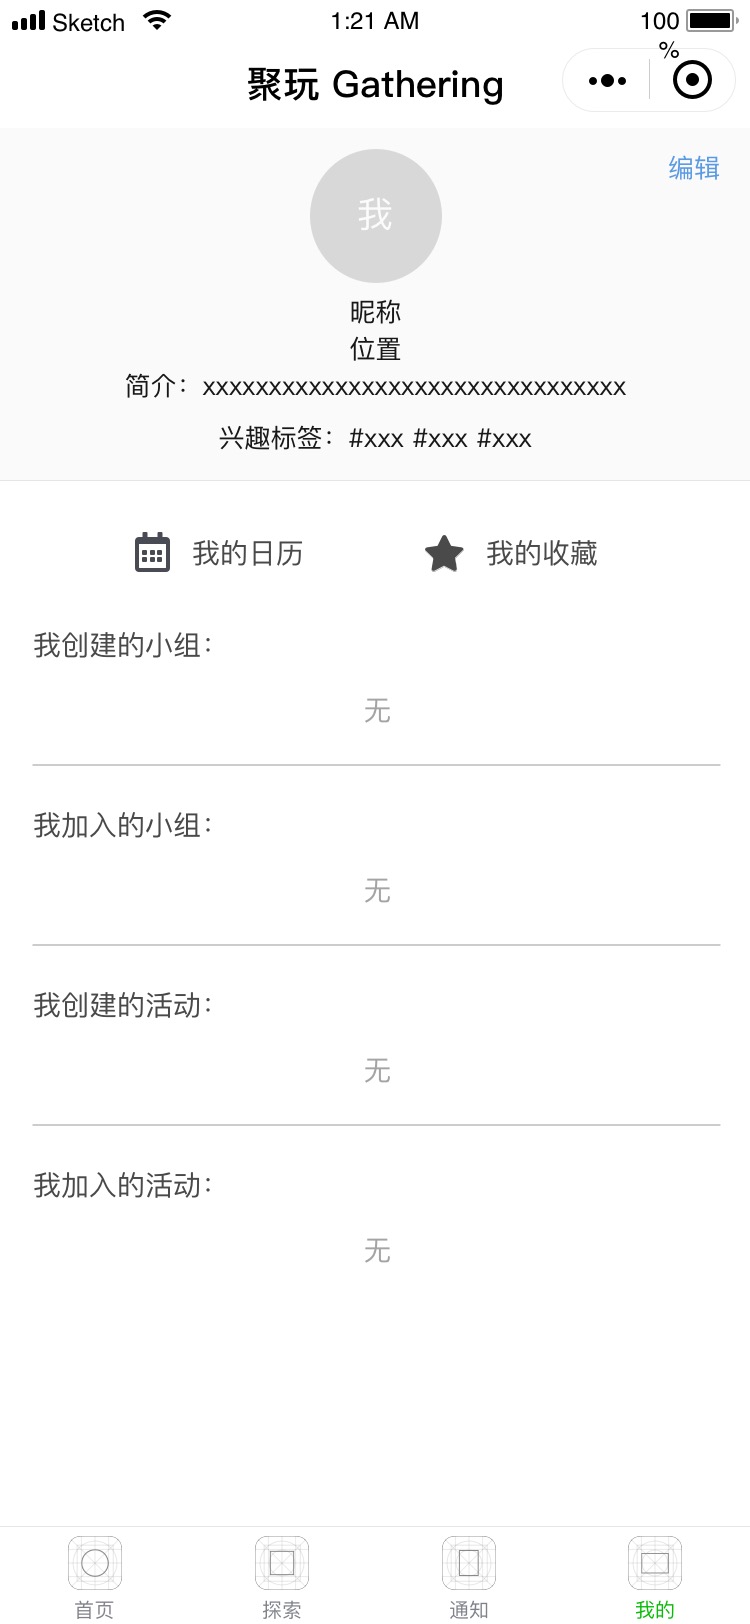 Sketch 1:21 AM 100
%
聚玩 Gathering
编辑
我
昵称
位置
简介：xxxxxxxxxxxxxxxxxxxxxxxxxxxxxxxx
兴趣标签：#xxx #xxx #xxx
我的日历 我的收藏
我创建的小组：
无
我加入的小组：
无
我创建的活动：
无
我加入的活动：
无
首页 探索 通知 我的